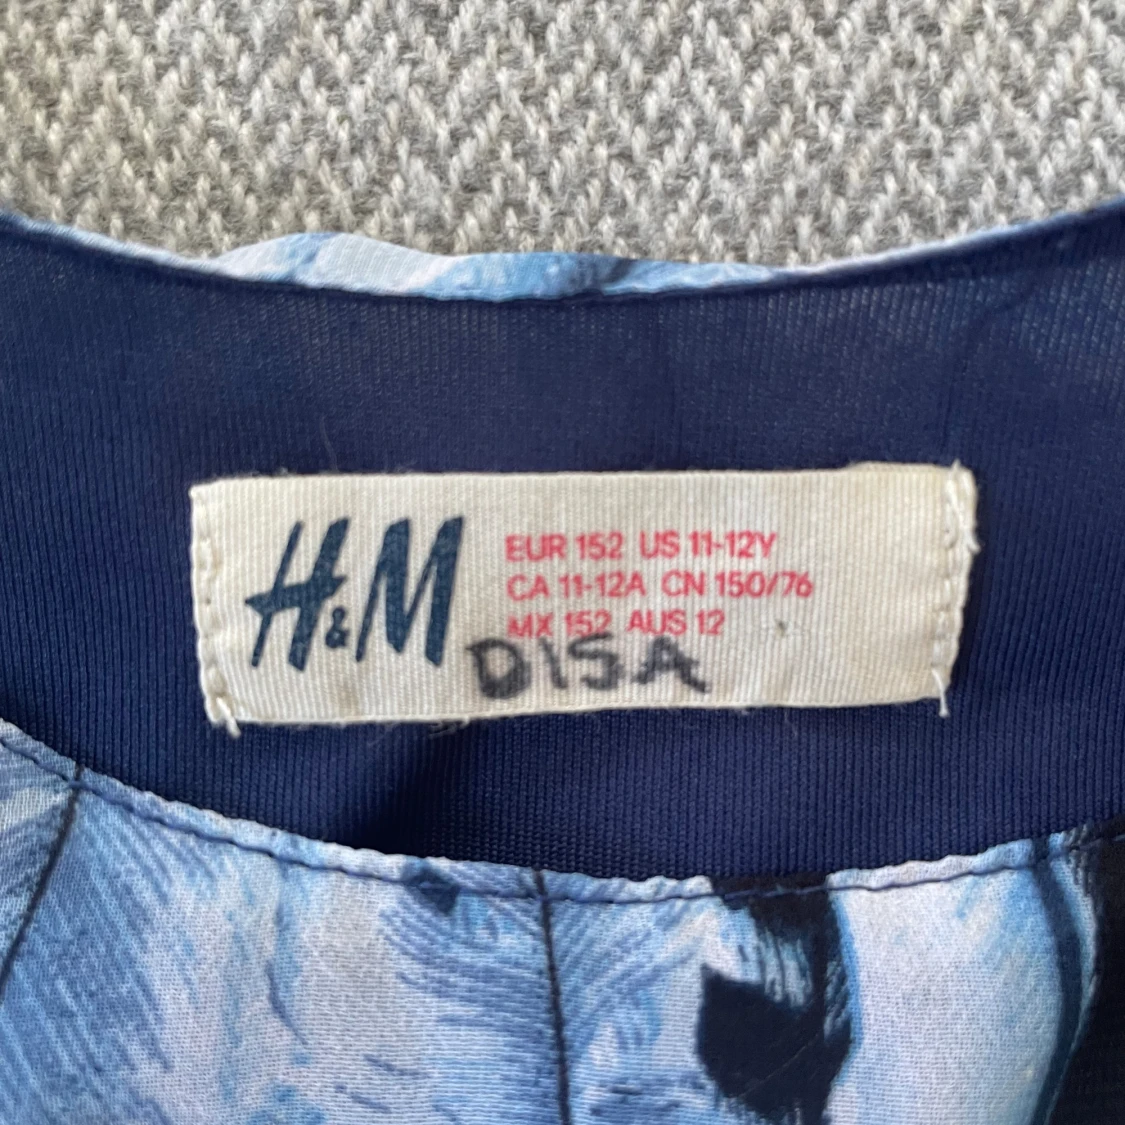 H&M
EUR 152 US 11-12Y
CA 11-12A CN 150/76
MX 152 AUS 12
DISA